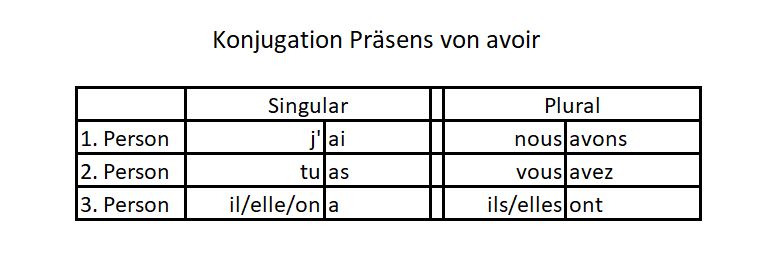 Konjugation Präsens von avoir
Singular Plural
1. Person j' ai nous avons
2. Person tu as vous avez
3. Person il/elle/on a ils/elles ont